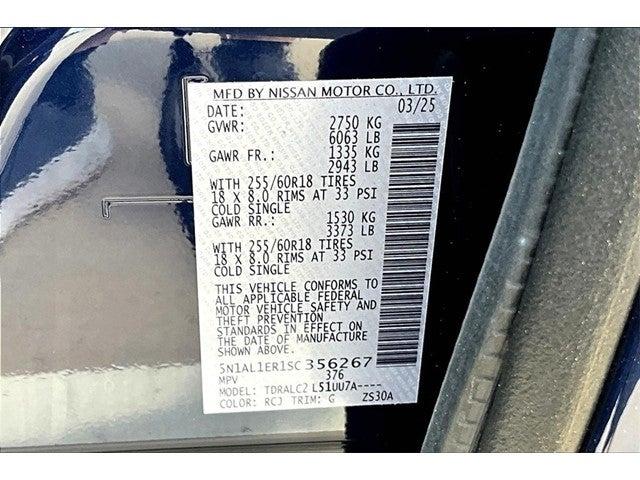 MFD BY NISSAN MOTOR CO., LTD.
DATE: 03/25
GVWR: 2750 KG
6063 LB
GAWR FR.: 1335 KG
2943 LB
WITH 255/60R18 TIRES
18 X 8.0 RIMS AT 33 PSI
COLD SINGLE
GAWR RR.: 1530 KG
3373 LB
WITH 255/60R18 TIRES
18 X 8.0 RIMS AT 33 PSI
COLD SINGLE
THIS VEHICLE CONFORMS TO
ALL APPLICABLE FEDERAL
MOTOR VEHICLE SAFETY AND
THEFT PREVENTION
STANDARDS IN EFFECT ON
THE DATE OF MANUFACTURE
SHOWN ABOVE.
5N1AL1ER1SC356267
MPV 376
MODEL: TDRALC2 L51UU7A----
COLOR: RCJ TRIM: G ZS30A